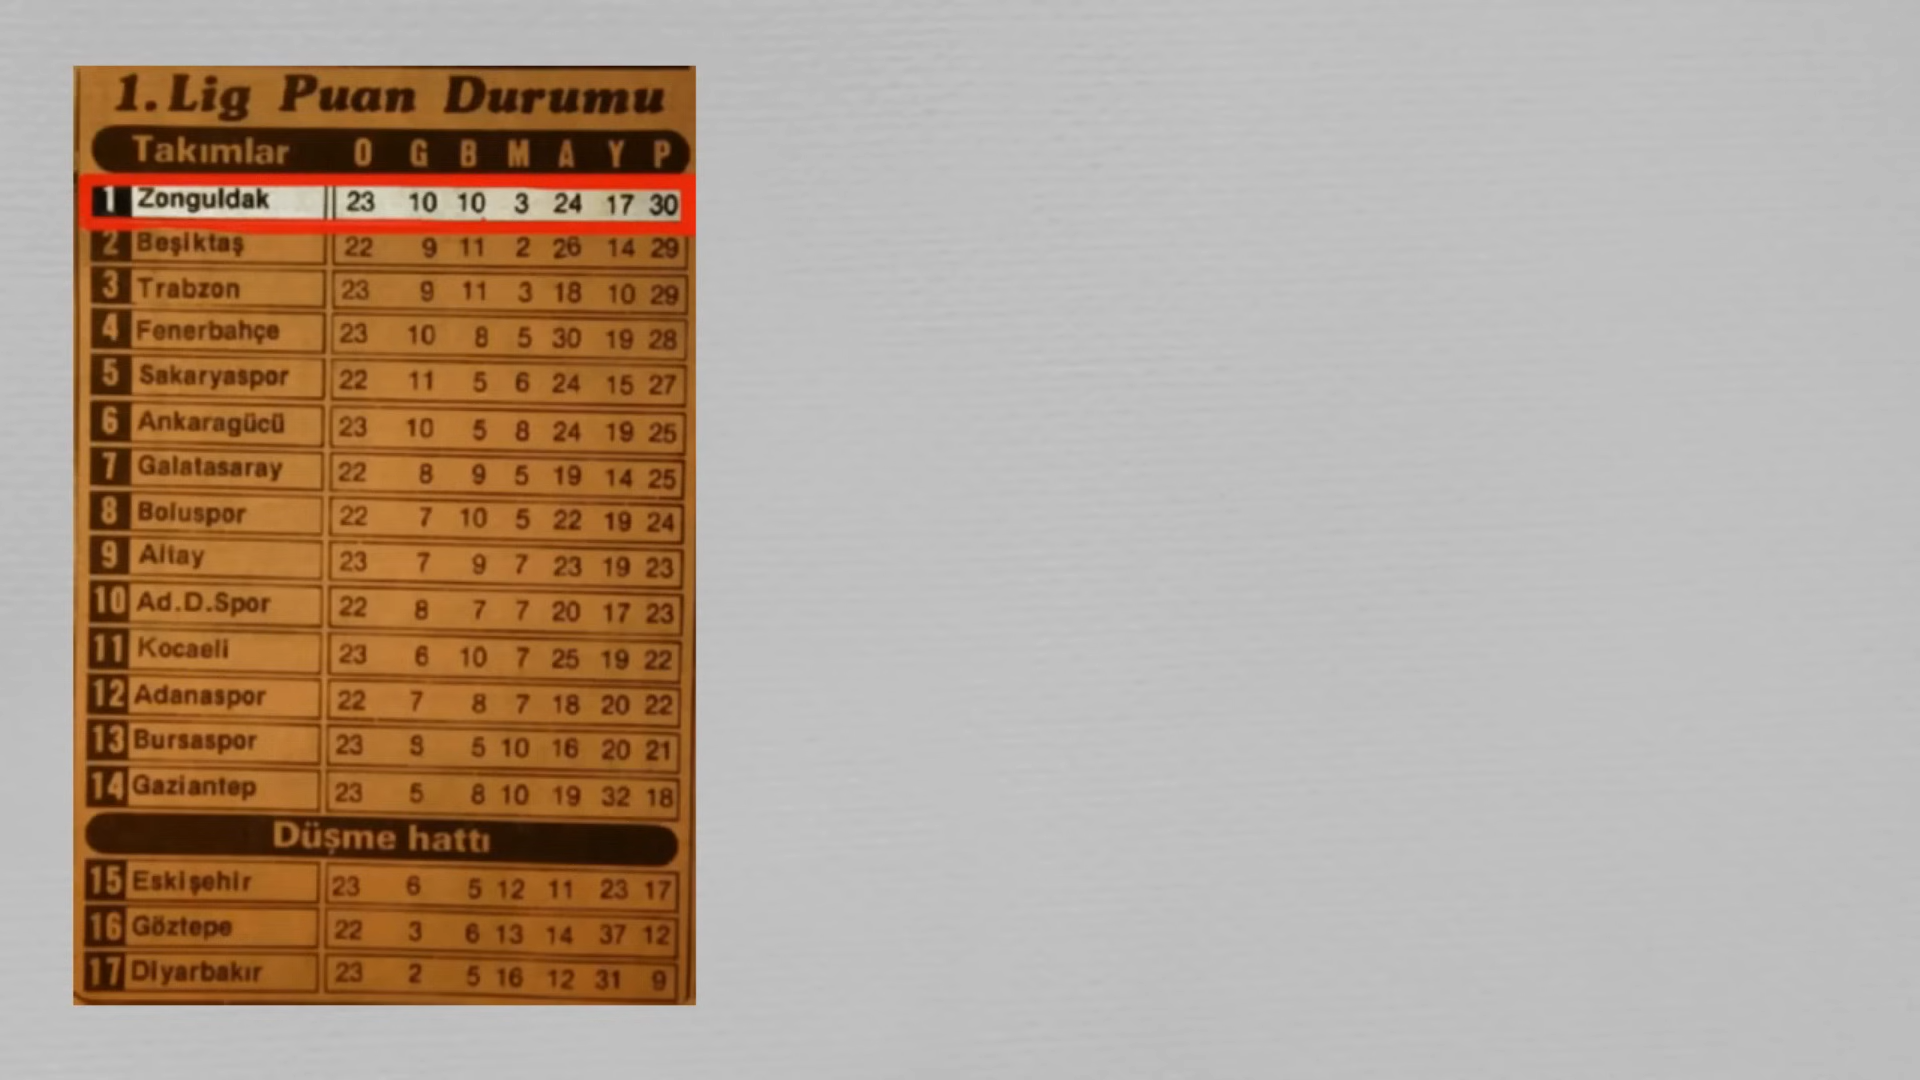 1. Lig Puan Durumu
Takımlar O G B M A Y P
1 Zonguldak 23 10 10 3 24 17 30
2 Beşiktaş 22 9 11 2 26 14 29
3 Trabzon 23 9 11 3 18 10 29
4 Fenerbahçe 23 10 8 5 30 19 28
5 Sakaryaspor 22 11 5 6 24 15 27
6 Ankaragücü 23 10 5 8 24 19 25
7 Galatasaray 22 8 9 5 19 14 25
8 Boluspor 22 7 10 5 22 19 24
9 Altay 23 7 9 7 23 19 23
10 Ad.D.Spor 22 8 7 7 20 17 23
11 Kocaeli 23 6 10 7 25 19 22
12 Adanaspor 22 7 8 7 18 20 22
13 Bursaspor 23 8 5 10 16 20 21
14 Gaziantep 23 5 8 10 19 32 18
Düşme hattı
15 Eskişehir 23 6 5 12 11 23 17
16 Göztepe 22 3 6 13 14 37 12
17 Diyarbakır 23 2 5 16 12 31 9